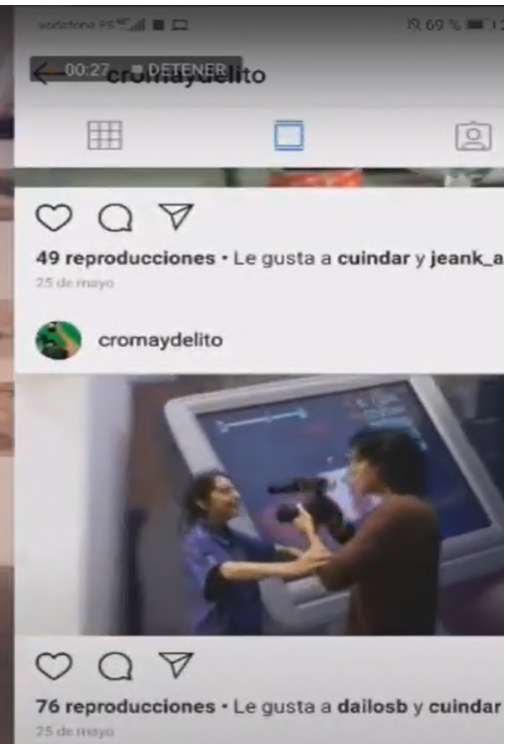 vodafone ES 69 %
00:27 DETENER
cromaydelito
49 reproducciones • Le gusta a cuindar y jeank_a
25 de mayo
cromaydelito
76 reproducciones • Le gusta a dailosb y cuindar
25 de mayo